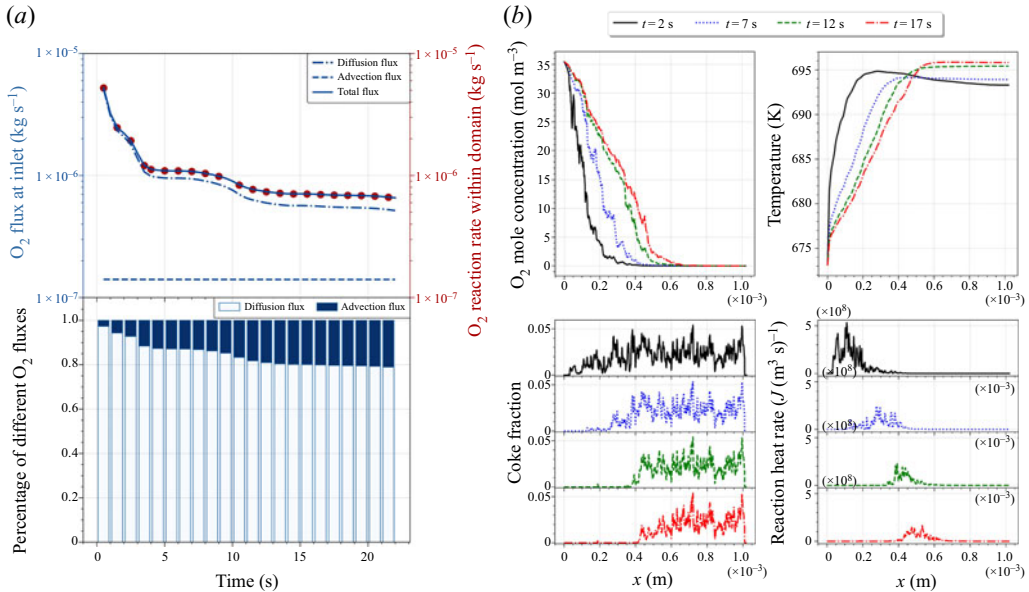 (a)
1 × 10⁻⁵
1 × 10⁻⁵
Diffusion flux
Advection flux
Total flux
O₂ flux at inlet (kg s⁻¹)
1 × 10⁻⁶
1 × 10⁻⁶
O₂ reaction rate within domain (kg s⁻¹)
1 × 10⁻⁷
1 × 10⁻⁷
Diffusion flux Advection flux
Percentage of different O₂ fluxes
1.0
0.8
0.6
0.4
0.2
0
0 5 10 15 20
Time (s)
(b)
t = 2 s t = 7 s t = 12 s t = 17 s
O₂ mole concentration (mol m⁻³)
35
30
25
20
15
10
5
0
0 0.2 0.4 0.6 0.8 1.0
(×10⁻³)
Temperature (K)
695
690
685
680
675
0 0.2 0.4 0.6 0.8 1.0
(×10⁻³)
Coke fraction
0.05
0
0.05
0
0.05
0
0.05
0
0 0.2 0.4 0.6 0.8 1.0
(×10⁻³)
x (m)
Reaction heat rate (J (m³ s)⁻¹)
(×10⁸)
5
0
(×10⁸)
(×10⁻³)
5
0
(×10⁸)
(×10⁻³)
5
0
(×10⁸)
(×10⁻³)
5
0
0 0.2 0.4 0.6 0.8 1.0
(×10⁻³)
x (m)